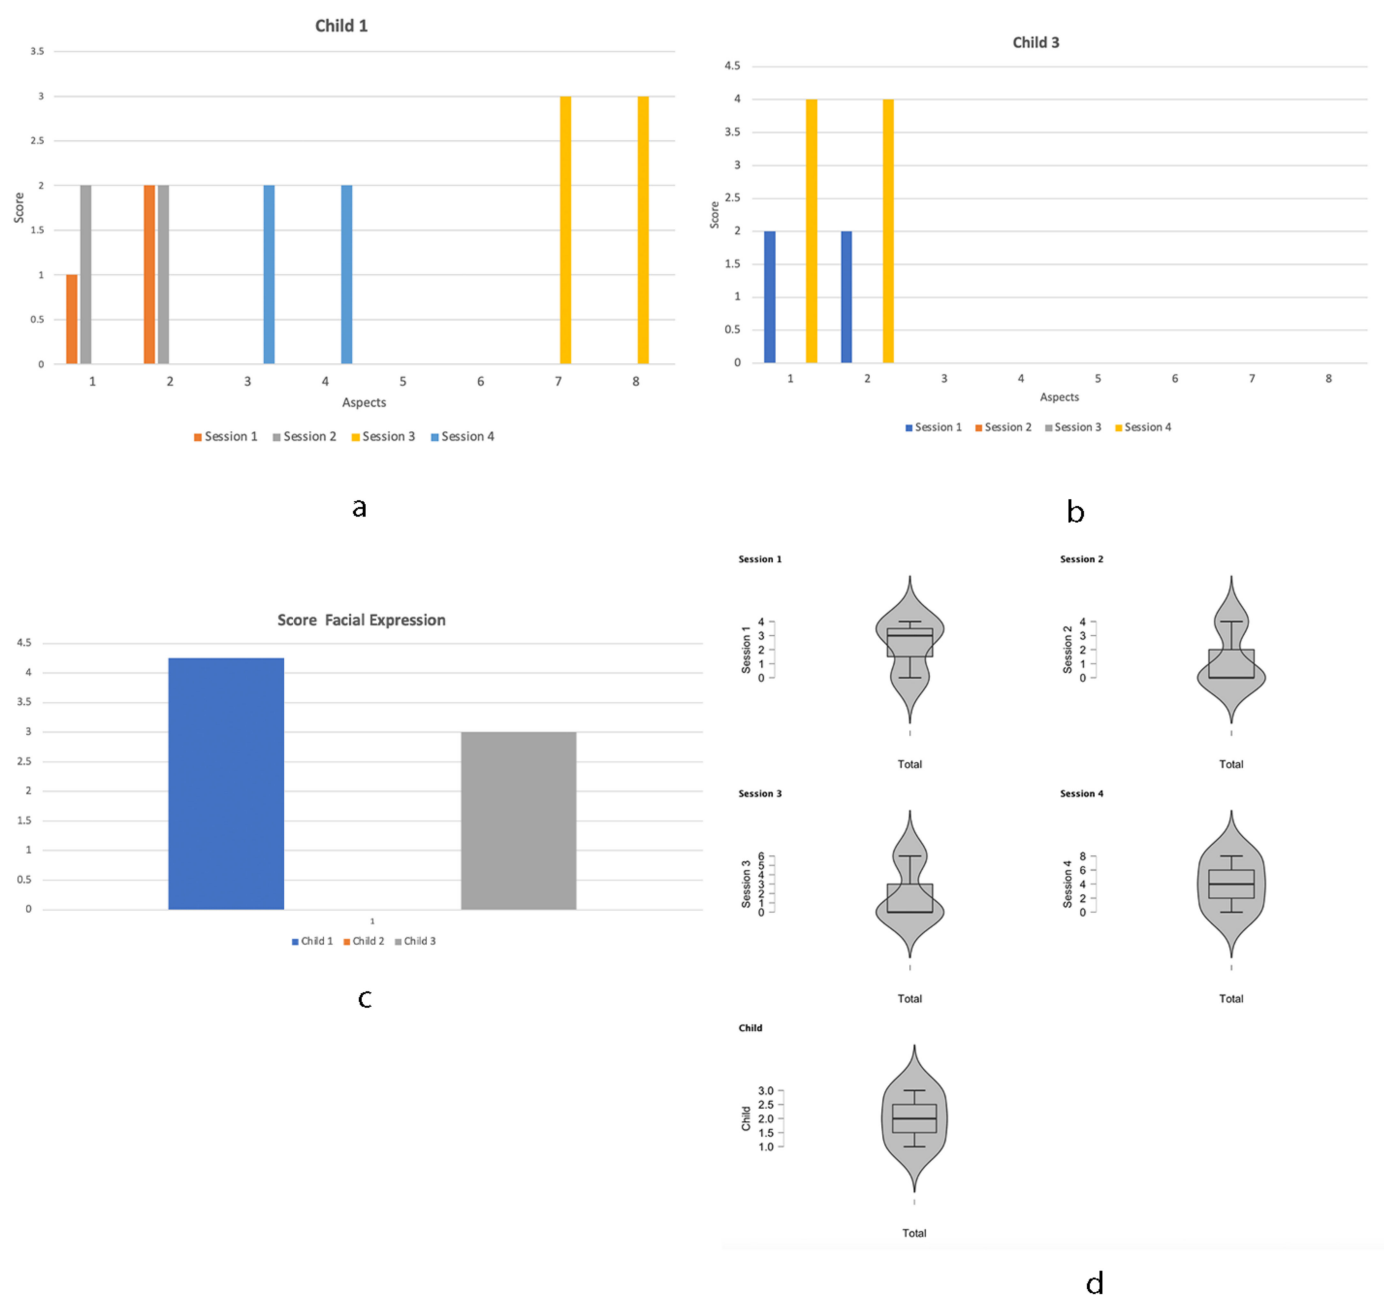 Child 1
3.5
3
2.5
2
1.5
1
0.5
0
Score
1 2 3 4 5 6 7 8
Aspects
Session 1 Session 2 Session 3 Session 4
a
Child 3
4.5
4
3.5
3
2.5
2
1.5
1
0.5
0
Score
1 2 3 4 5 6 7 8
Aspects
Session 1 Session 2 Session 3 Session 4
b
Score Facial Expression
4.5
4
3.5
3
2.5
2
1.5
1
0.5
0
1
Child 1 Child 2 Child 3
c
Session 1
Session 1
4
3
2
1
0
Total
Session 2
Session 2
4
3
2
1
0
Total
Session 3
Session 3
6
5
4
3
2
1
0
Total
Session 4
Session 4
8
6
4
2
0
Total
Child
Child
3.0
2.5
2.0
1.5
1.0
Total
d